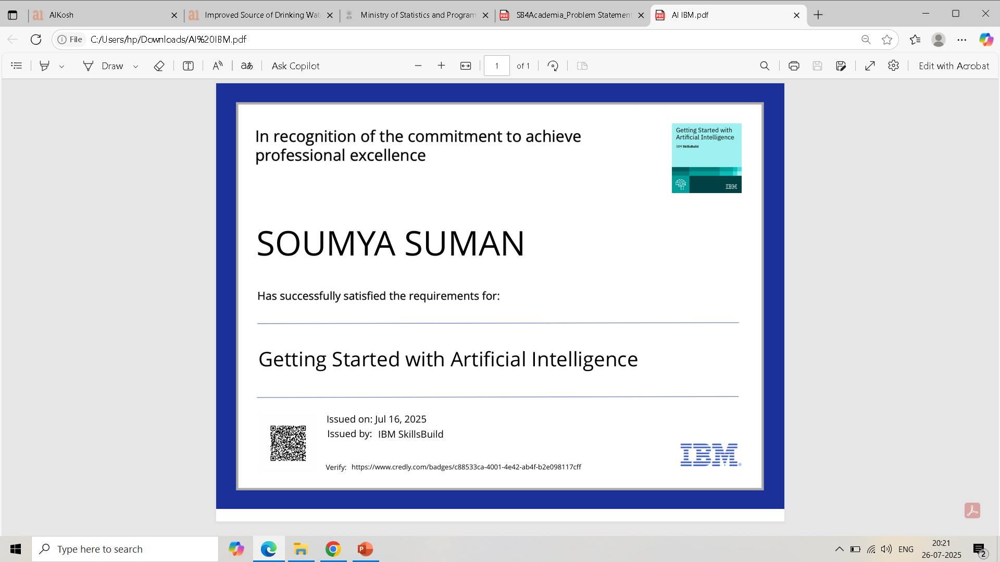 AIKosh
Improved Source of Drinking Wat
Ministry of Statistics and Program
SB4Academia_Problem Statement
AI IBM.pdf
File
C:/Users/hp/Downloads/AI%20IBM.pdf
Draw
Ask Copilot
1
of 1
Edit with Acrobat
In recognition of the commitment to achieve
professional excellence
Getting Started with
Artificial Intelligence
IBM SkillsBuild
IBM
SOUMYA SUMAN
Has successfully satisfied the requirements for:
Getting Started with Artificial Intelligence
Issued on: Jul 16, 2025
Issued by: IBM SkillsBuild
Verify: https://www.credly.com/badges/c88533ca-4001-4e42-ab4f-b2e098117cff
IBM®
Type here to search
ENG
20:21
26-07-2025
2